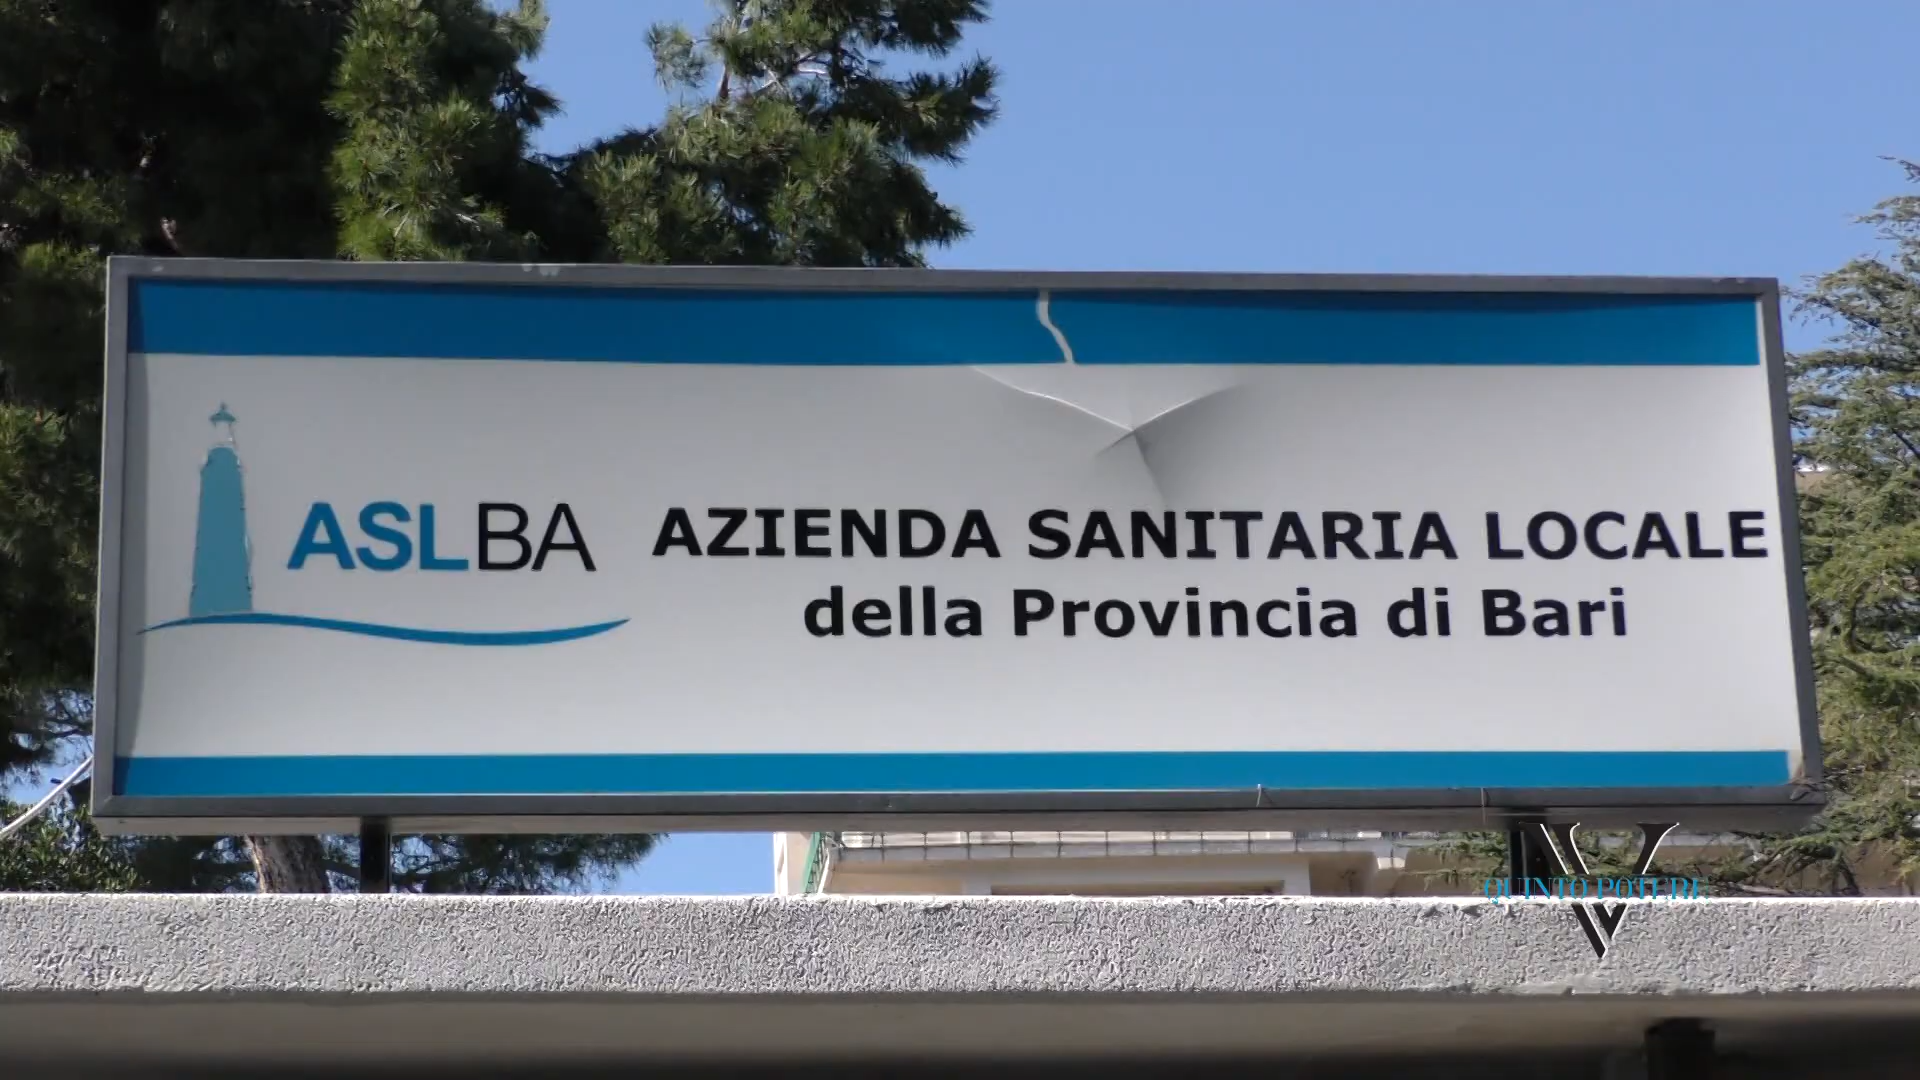 ASLBA
AZIENDA SANITARIA LOCALE
della Provincia di Bari
V
QUINTO POTERE